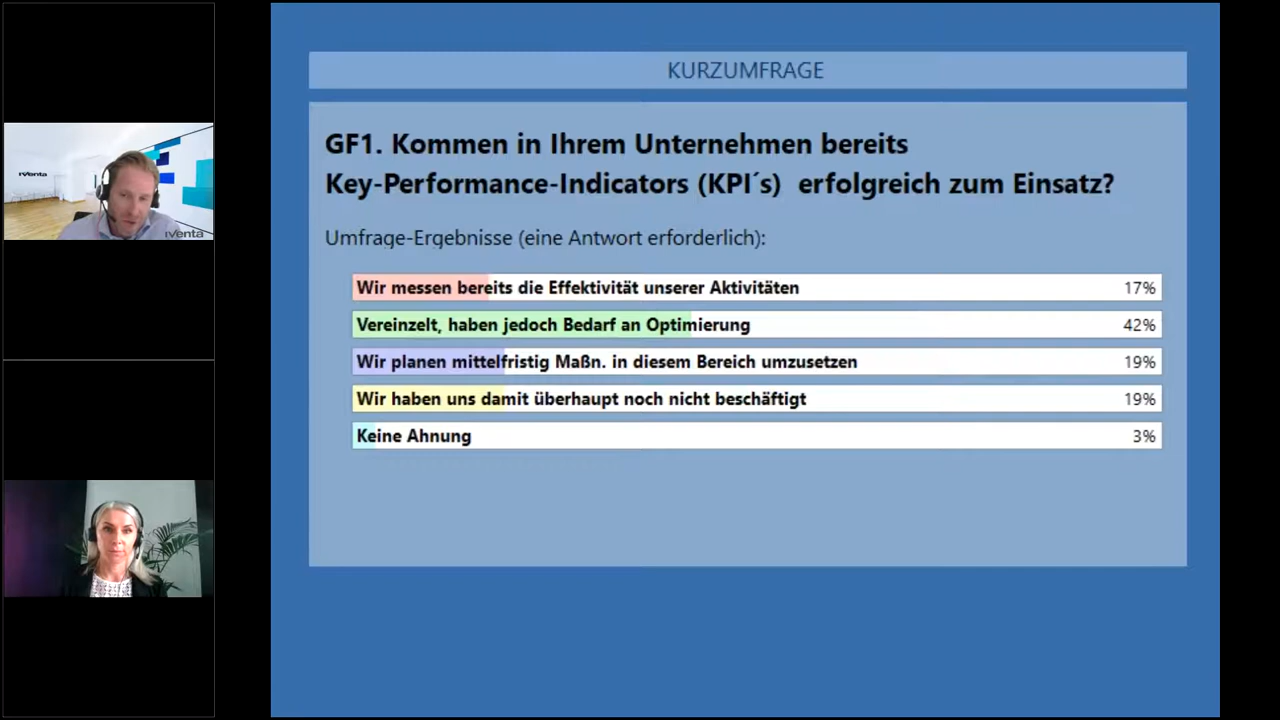 KURZUMFRAGE
GF1. Kommen in Ihrem Unternehmen bereits
Key-Performance-Indicators (KPI´s) erfolgreich zum Einsatz?
Umfrage-Ergebnisse (eine Antwort erforderlich):
Wir messen bereits die Effektivität unserer Aktivitäten 17%
Vereinzelt, haben jedoch Bedarf an Optimierung 42%
Wir planen mittelfristig Maßn. in diesem Bereich umzusetzen 19%
Wir haben uns damit überhaupt noch nicht beschäftigt 19%
Keine Ahnung 3%
iventa
iventa